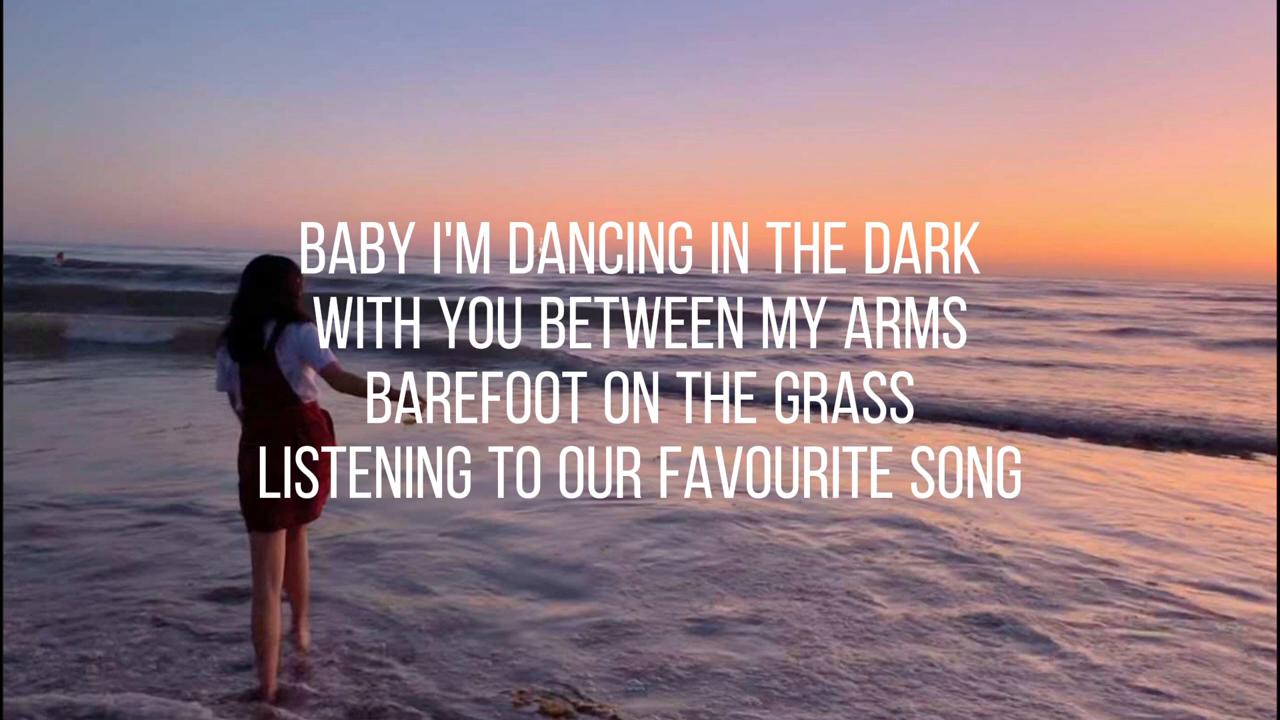 BABY I'M DANCING IN THE DARK
WITH YOU BETWEEN MY ARMS
BAREFOOT ON THE GRASS
LISTENING TO OUR FAVOURITE SONG